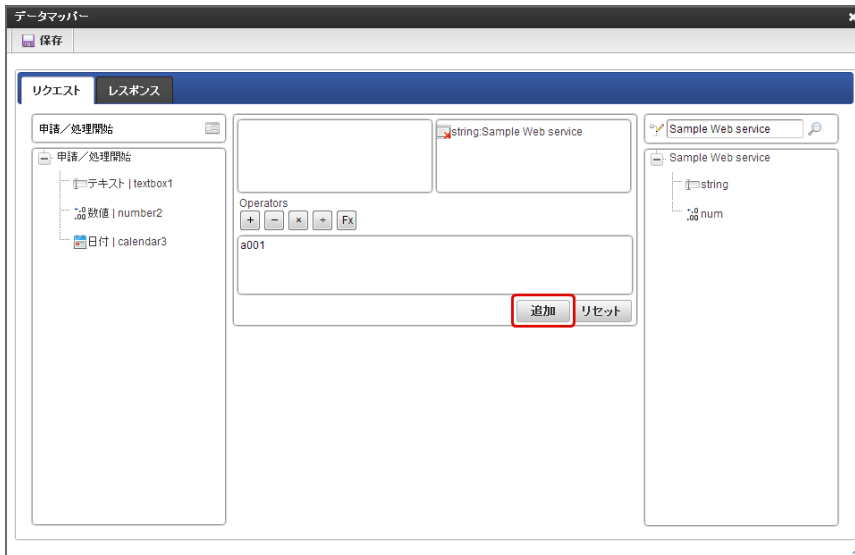 データマッパー
保存
リクエスト レスポンス
申請／処理開始
申請／処理開始
テキスト | textbox1
数値 | number2
日付 | calendar3
string:Sample Web service
Operators
+ − × ÷ Fx
a001
追加 リセット
Sample Web service
Sample Web service
string
num